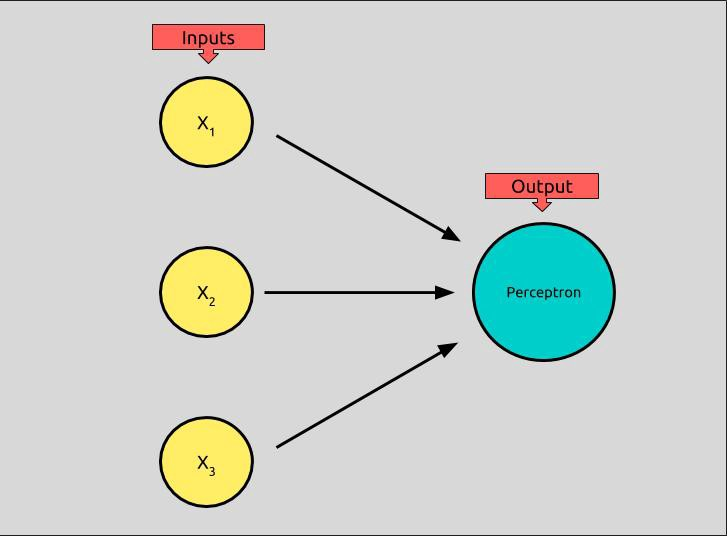 Inputs
X₁
Output
X₂
Perceptron
X₃